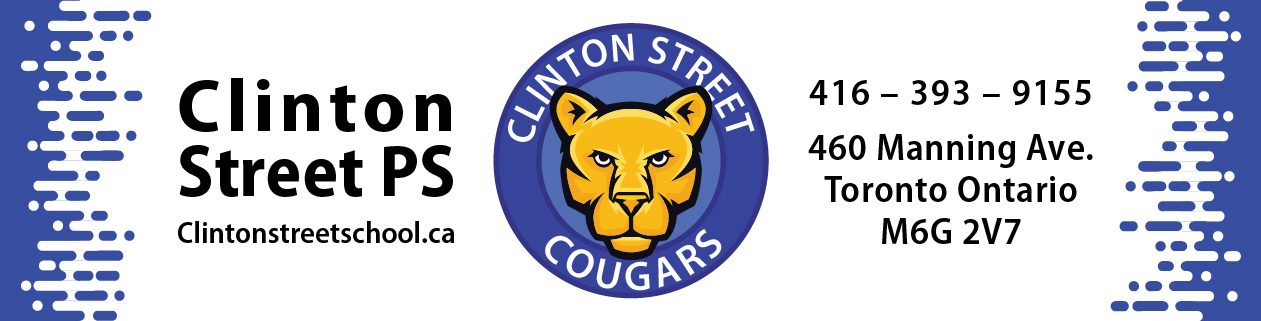 Clinton
Street PS
Clintonstreetschool.ca
CLINTON STREET
COUGARS
416 – 393 – 9155
460 Manning Ave.
Toronto Ontario
M6G 2V7